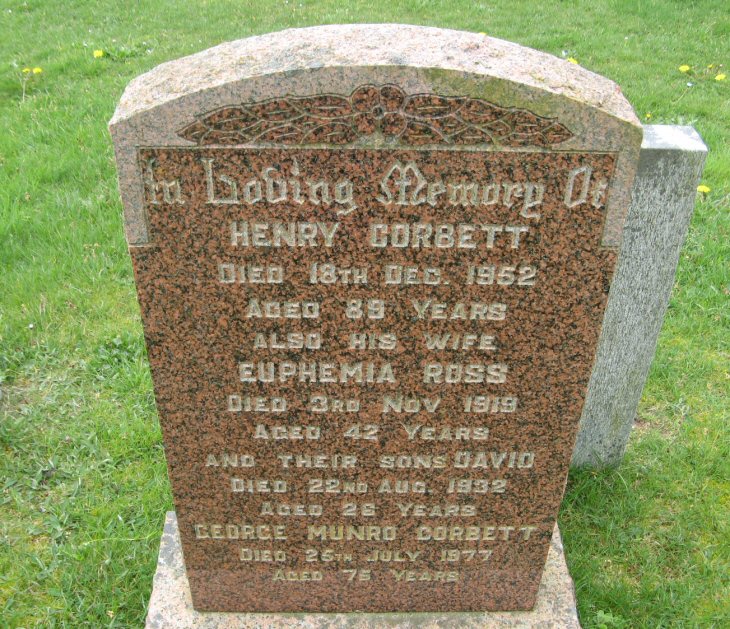 In Loving Memory Of
HENRY CORBETT
DIED 18TH DEC. 1952
AGED 89 YEARS
ALSO HIS WIFE
EUPHEMIA ROSS
DIED 3RD NOV 1919
AGED 42 YEARS
AND THEIR SONS DAVID
DIED 22ND AUG. 1932
AGED 26 YEARS
GEORGE MUNRO CORBETT
DIED 25TH JULY 1977
AGED 75 YEARS